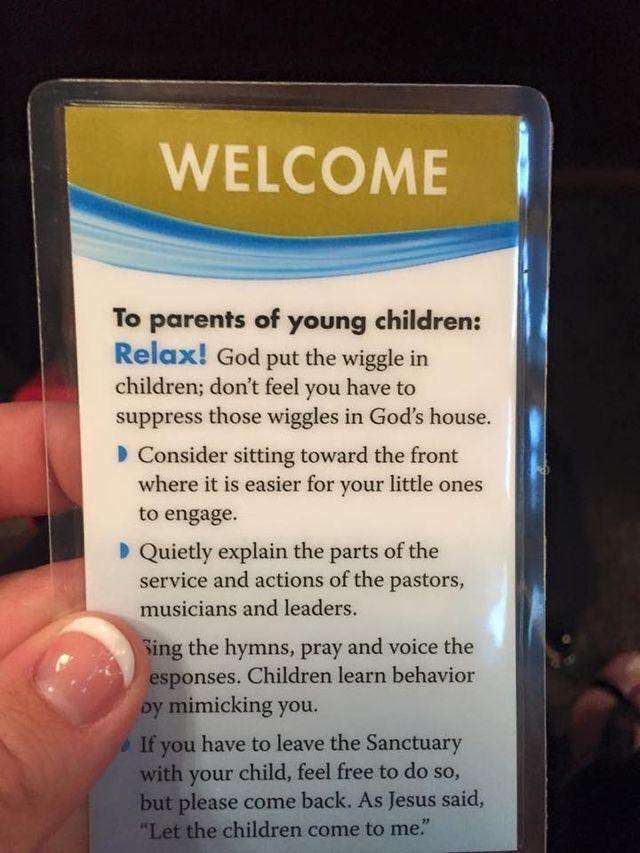 WELCOME
To parents of young children:
Relax! God put the wiggle in
children; don't feel you have to
suppress those wiggles in God's house.
Consider sitting toward the front
where it is easier for your little ones
to engage.
Quietly explain the parts of the
service and actions of the pastors,
musicians and leaders.
Sing the hymns, pray and voice the
esponses. Children learn behavior
by mimicking you.
If you have to leave the Sanctuary
with your child, feel free to do so,
but please come back. As Jesus said,
"Let the children come to me."